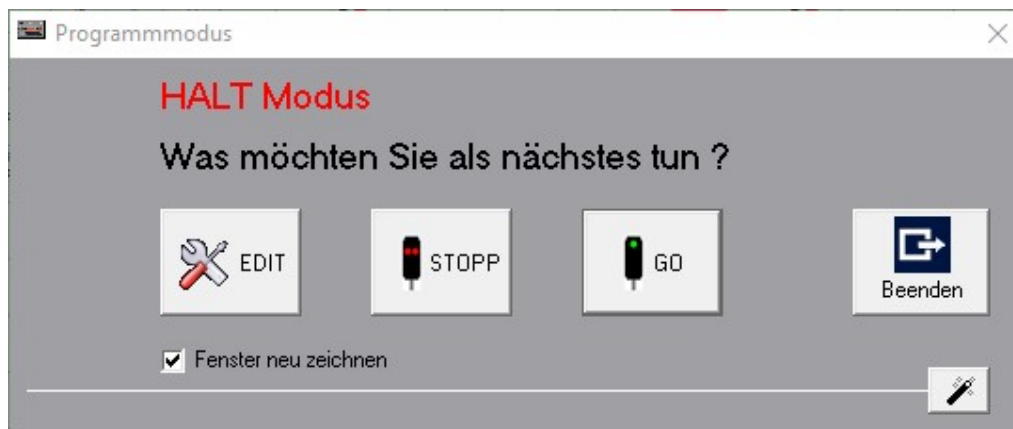 Programmmodus
HALT Modus
Was möchten Sie als nächstes tun ?
EDIT
STOPP
GO
Beenden
Fenster neu zeichnen